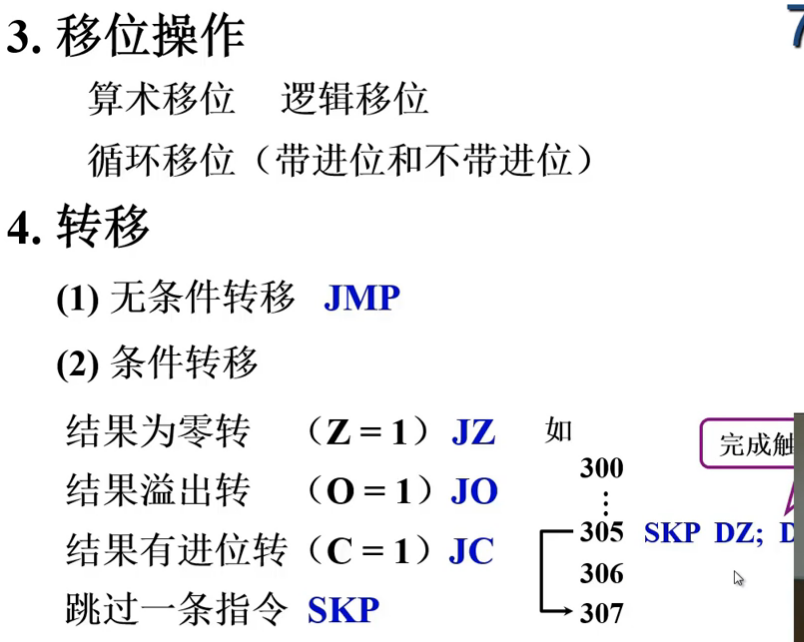 3. 移位操作
算术移位 逻辑移位
循环移位（带进位和不带进位）
4. 转移
(1) 无条件转移 JMP
(2) 条件转移
结果为零转 （Z = 1）JZ 如
结果溢出转 （O = 1）JO
结果有进位转（C = 1）JC
跳过一条指令 SKP
完成触
300
⋮
305 SKP DZ; D
306
307